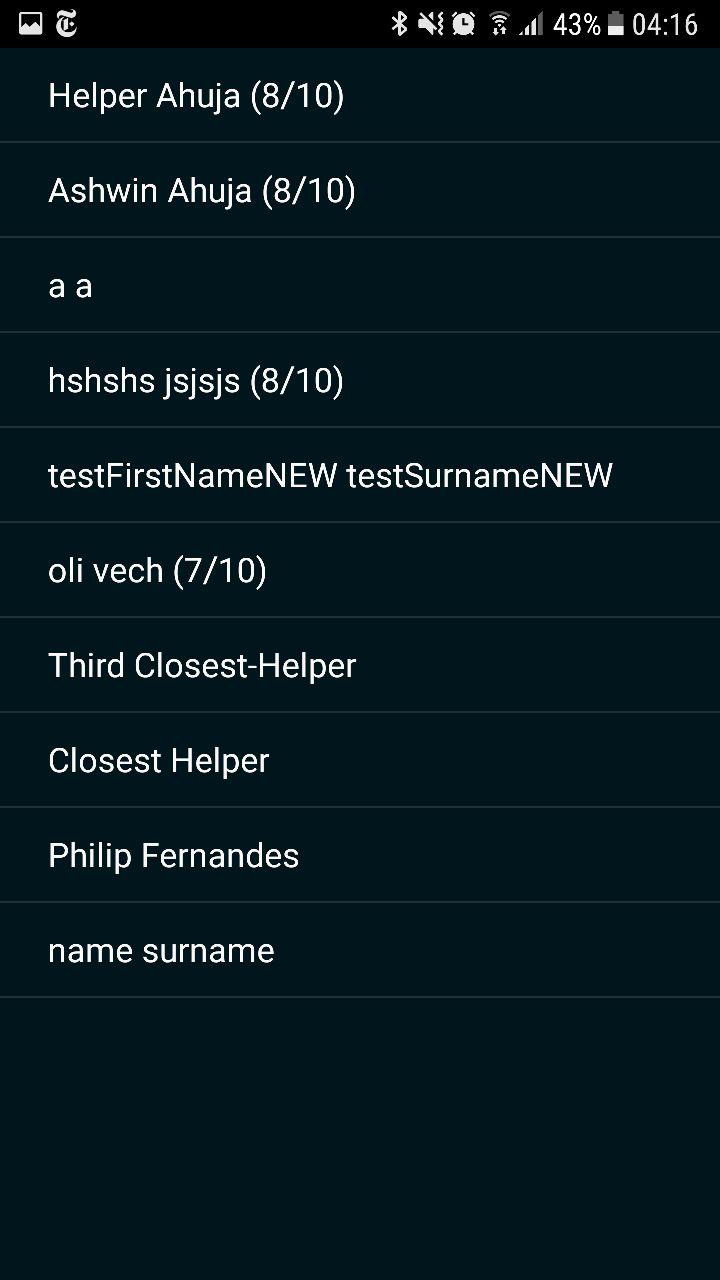 43% 04:16
Helper Ahuja (8/10)
Ashwin Ahuja (8/10)
a a
hshshs jsjsjs (8/10)
testFirstNameNEW testSurnameNEW
oli vech (7/10)
Third Closest-Helper
Closest Helper
Philip Fernandes
name surname